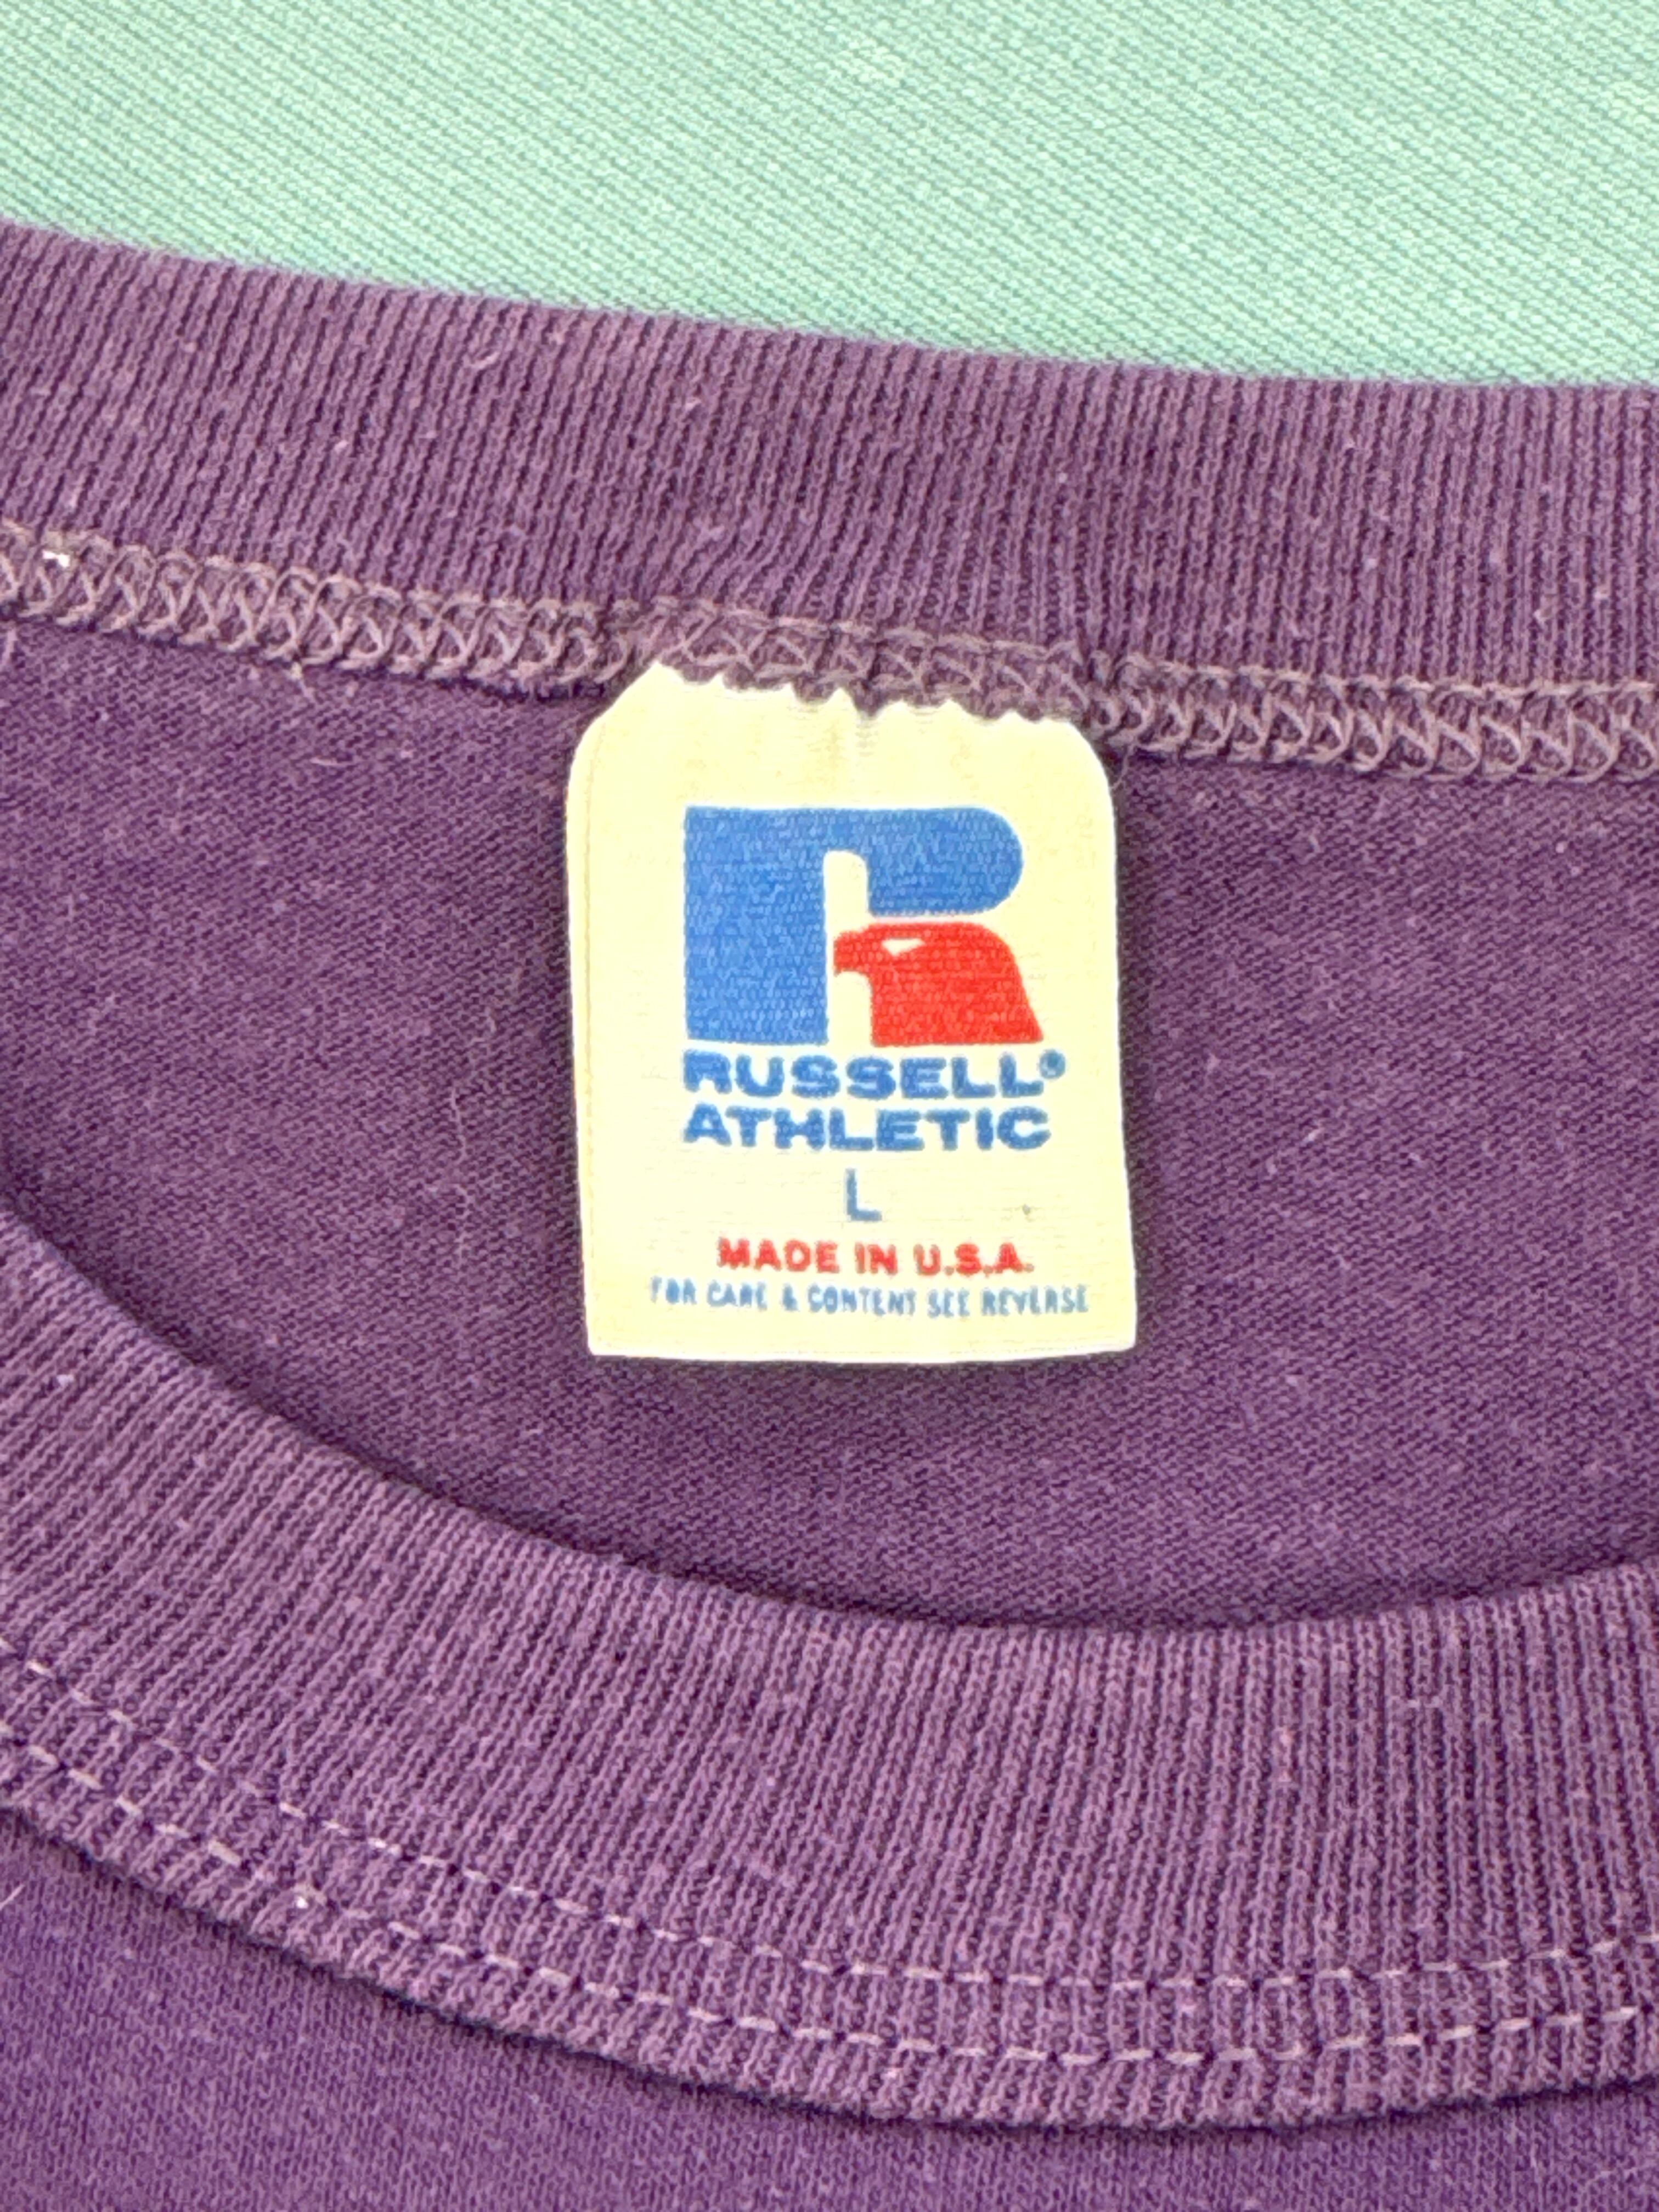 R
RUSSELL®
ATHLETIC
L
MADE IN U.S.A.
FOR CARE & CONTENT SEE REVERSE